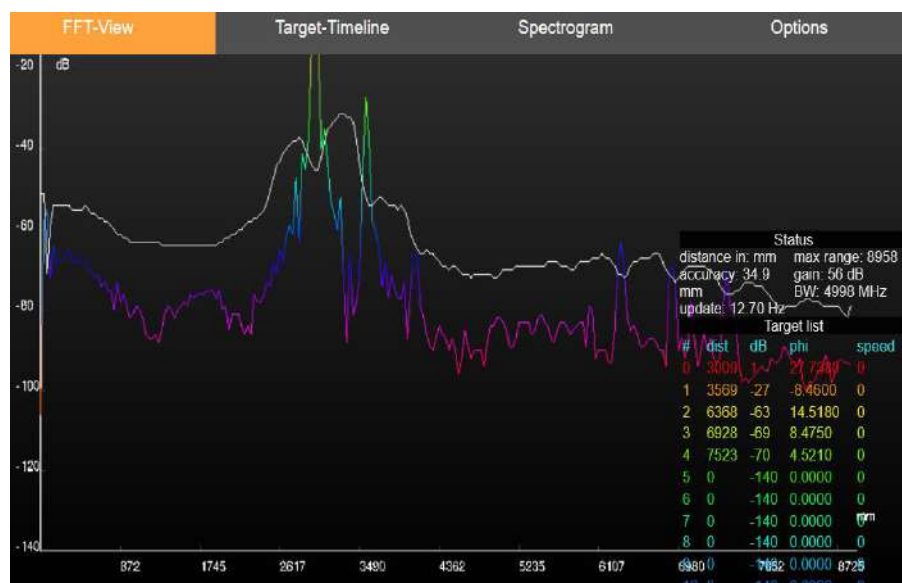 FFT-View Target-Timeline Spectrogram Options
-20 dB
-40
-60
Status
distance in: mm max range: 8958
accuracy: 34.9 gain: 56 dB
mm BW: 4998 MHz
-80
update: 12.70 Hz
Target list
# dist dB phi speed
0 3009 1 0
-100
1 3569 -27 -8.4600 0
2 6368 -63 14.5180 0
3 6928 -69 8.4750 0
-120
4 7523 -70 4.5210 0
5 0 -140 0.0000 0
6 0 -140 0.0000 0
7 0 -140 0.0000 0 mm
-140
8 0 -140 0.0000 0
872 1745 2617 3490 4362 5235 6107 6980 7852 8725